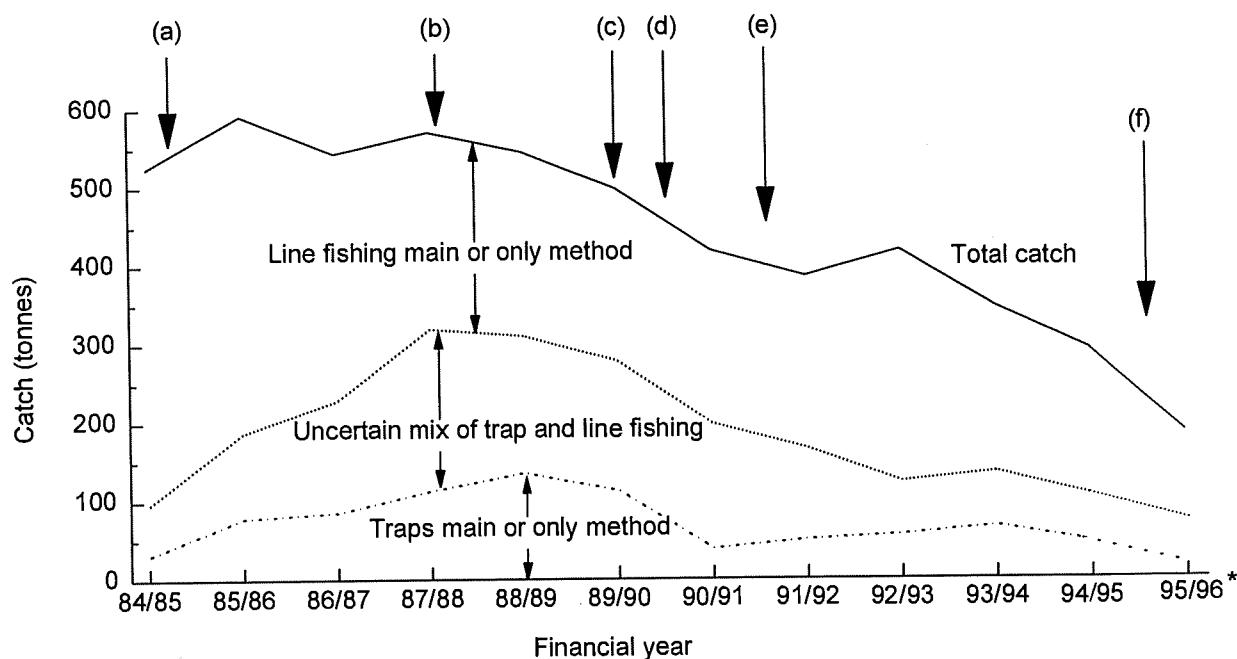 (a) (b) (c) (d) (e)
(f)
600
500
400
300
200
100
0
Catch (tonnes)
Line fishing main or only method
Total catch
Uncertain mix of trap and line fishing
Traps main or only method
84/85 85/86 86/87 87/88 88/89 89/90 90/91 91/92 92/93 93/94 94/95 95/96 *
Financial year